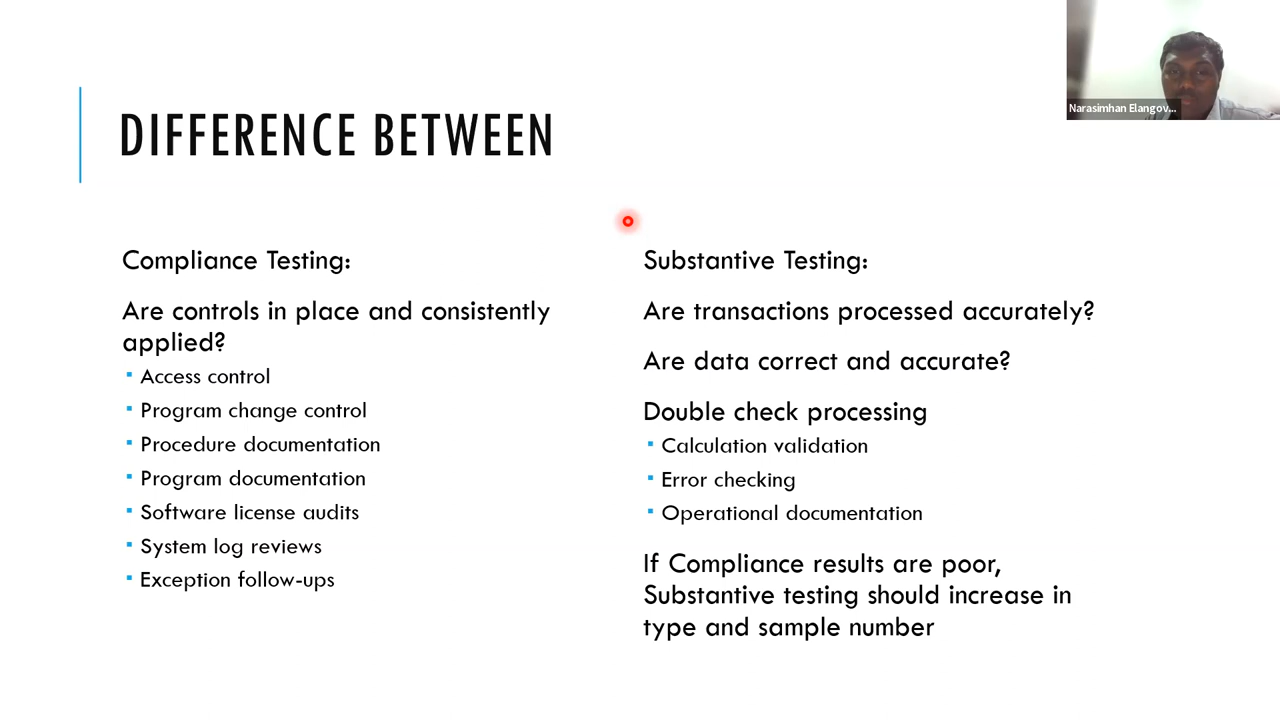 DIFFERENCE BETWEEN
Narasimhan Elangov...
Compliance Testing:
Are controls in place and consistently
applied?
Access control
Program change control
Procedure documentation
Program documentation
Software license audits
System log reviews
Exception follow-ups
Substantive Testing:
Are transactions processed accurately?
Are data correct and accurate?
Double check processing
Calculation validation
Error checking
Operational documentation
If Compliance results are poor,
Substantive testing should increase in
type and sample number